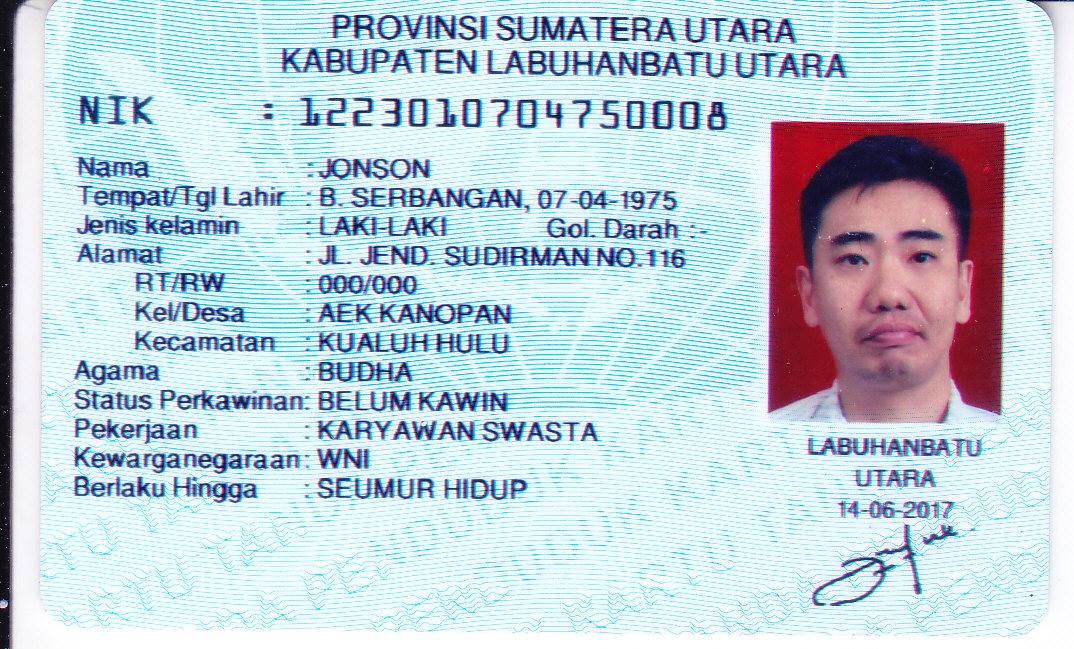 PROVINSI SUMATERA UTARA
KABUPATEN LABUHANBATU UTARA
NIK : 1223010704750008
Nama : JONSON
Tempat/Tgl Lahir : B. SERBANGAN, 07-04-1975
Jenis kelamin : LAKI-LAKI Gol. Darah :-
Alamat : JL. JEND. SUDIRMAN NO.116
RT/RW : 000/000
Kel/Desa : AEK KANOPAN
Kecamatan : KUALUH HULU
Agama : BUDHA
Status Perkawinan: BELUM KAWIN
Pekerjaan : KARYAWAN SWASTA
Kewarganegaraan: WNI
Berlaku Hingga : SEUMUR HIDUP
LABUHANBATU
UTARA
14-06-2017